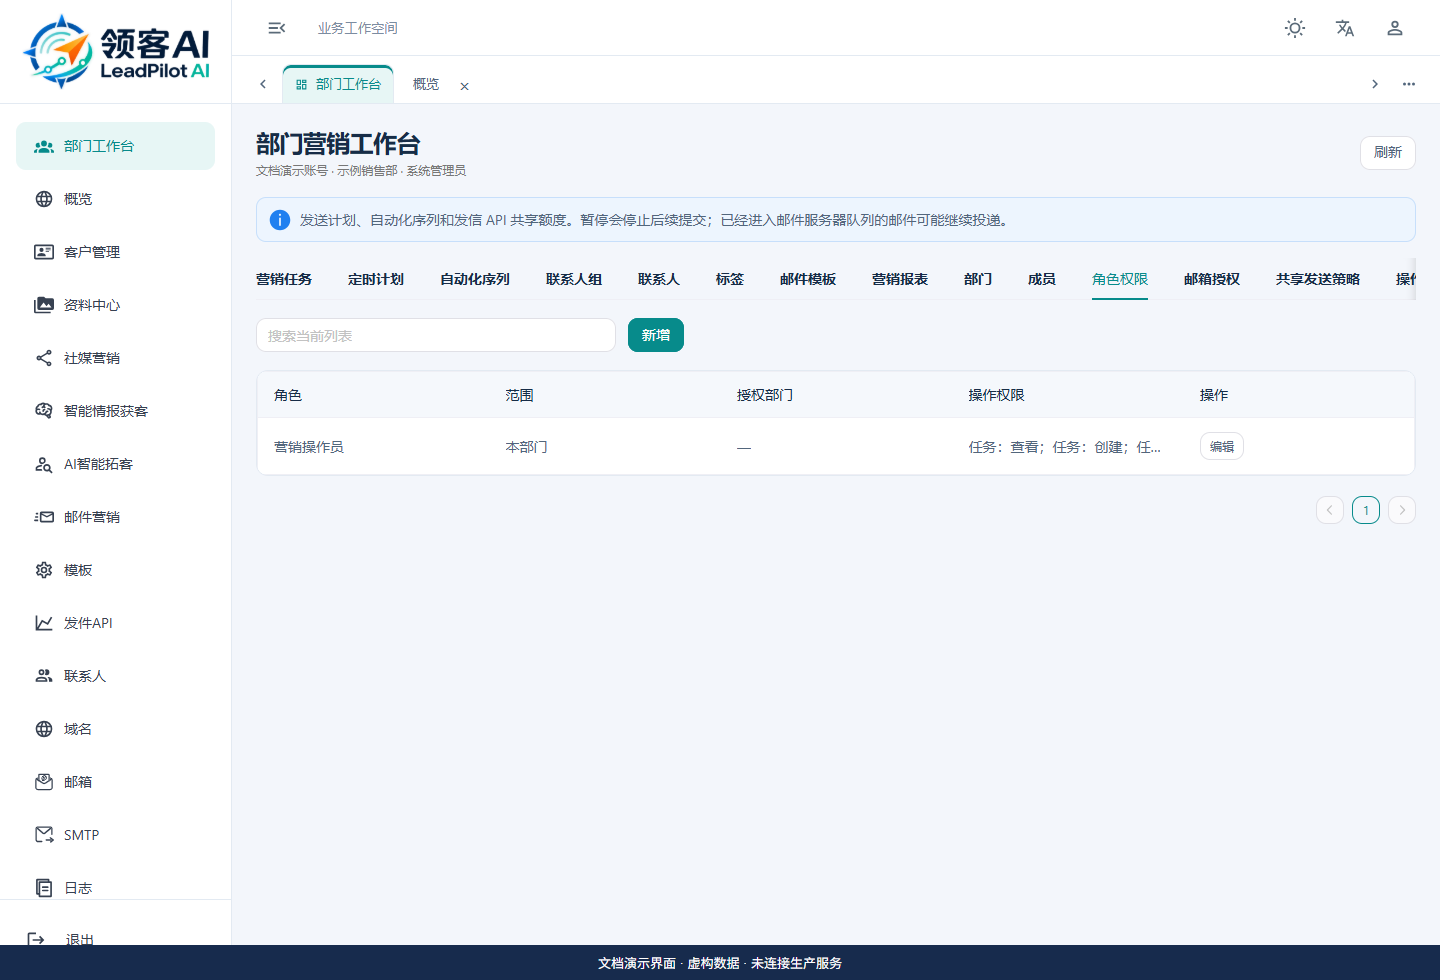 领客AI
LeadPilot AI
业务工作空间
部门工作台
概览
部门工作台
概览
客户管理
资料中心
社媒营销
智能情报获客
AI智能拓客
邮件营销
模板
发件API
联系人
域名
邮箱
SMTP
日志
退出
部门营销工作台
文档演示账号 · 示例销售部 · 系统管理员
刷新
发送计划、自动化序列和发信 API 共享额度。暂停会停止后续提交；已经进入邮件服务器队列的邮件可能继续投递。
营销任务 定时计划 自动化序列 联系人组 联系人 标签 邮件模板 营销报表 部门 成员 角色权限 邮箱授权 共享发送策略 操作
搜索当前列表 新增
角色 范围 授权部门 操作权限 操作
营销操作员 本部门 — 任务：查看；任务：创建；任... 编辑
1
文档演示界面 · 虚构数据 · 未连接生产服务